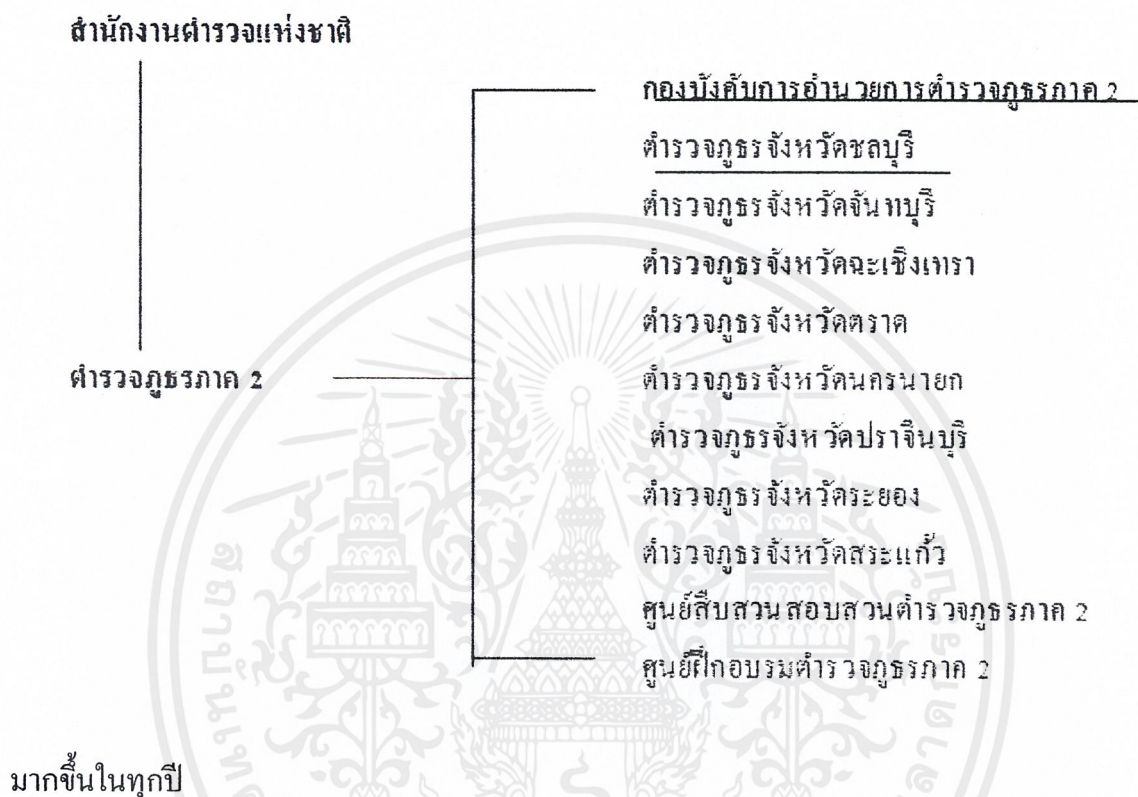 สำนักงานตำรวจแห่งชาติ
กองบังคับการอำนวยการตำรวจภูธรภาค 2
ตำรวจภูธรจังหวัดชลบุรี
ตำรวจภูธรจังหวัดจันทบุรี
ตำรวจภูธรจังหวัดฉะเชิงเทรา
ตำรวจภูธรจังหวัดตราด
ตำรวจภูธรภาค 2
ตำรวจภูธรจังหวัดนครนายก
ตำรวจภูธรจังหวัดปราจีนบุรี
ตำรวจภูธรจังหวัดระยอง
ตำรวจภูธรจังหวัดสระแก้ว
ศูนย์สืบสวนสอบสวนตำรวจภูธรภาค 2
ศูนย์ฝึกอบรมตำรวจภูธรภาค 2
มากขึ้นในทุกปี